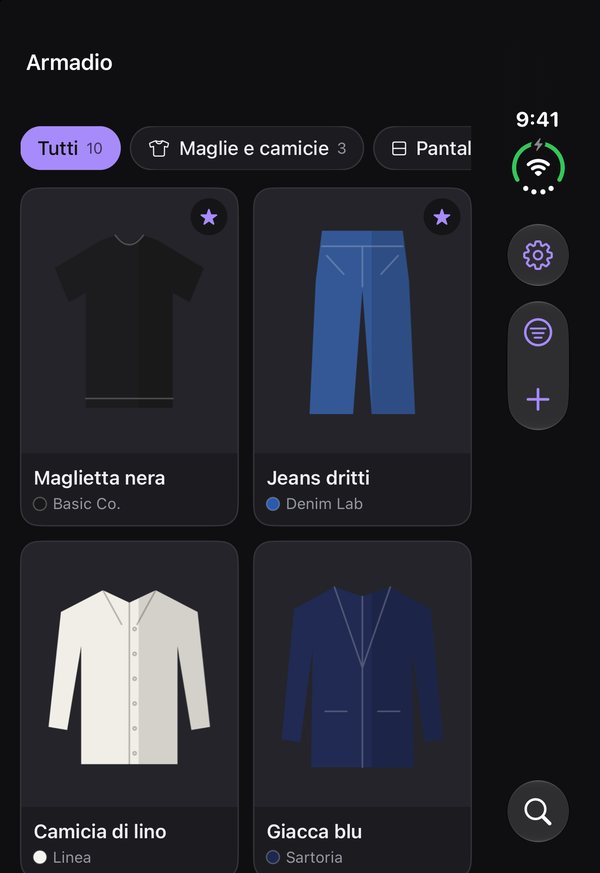 Armadio
9:41
Tutti 10
Maglie e camicie 3
Pantal
Maglietta nera
Basic Co.
Jeans dritti
Denim Lab
Camicia di lino
Linea
Giacca blu
Sartoria